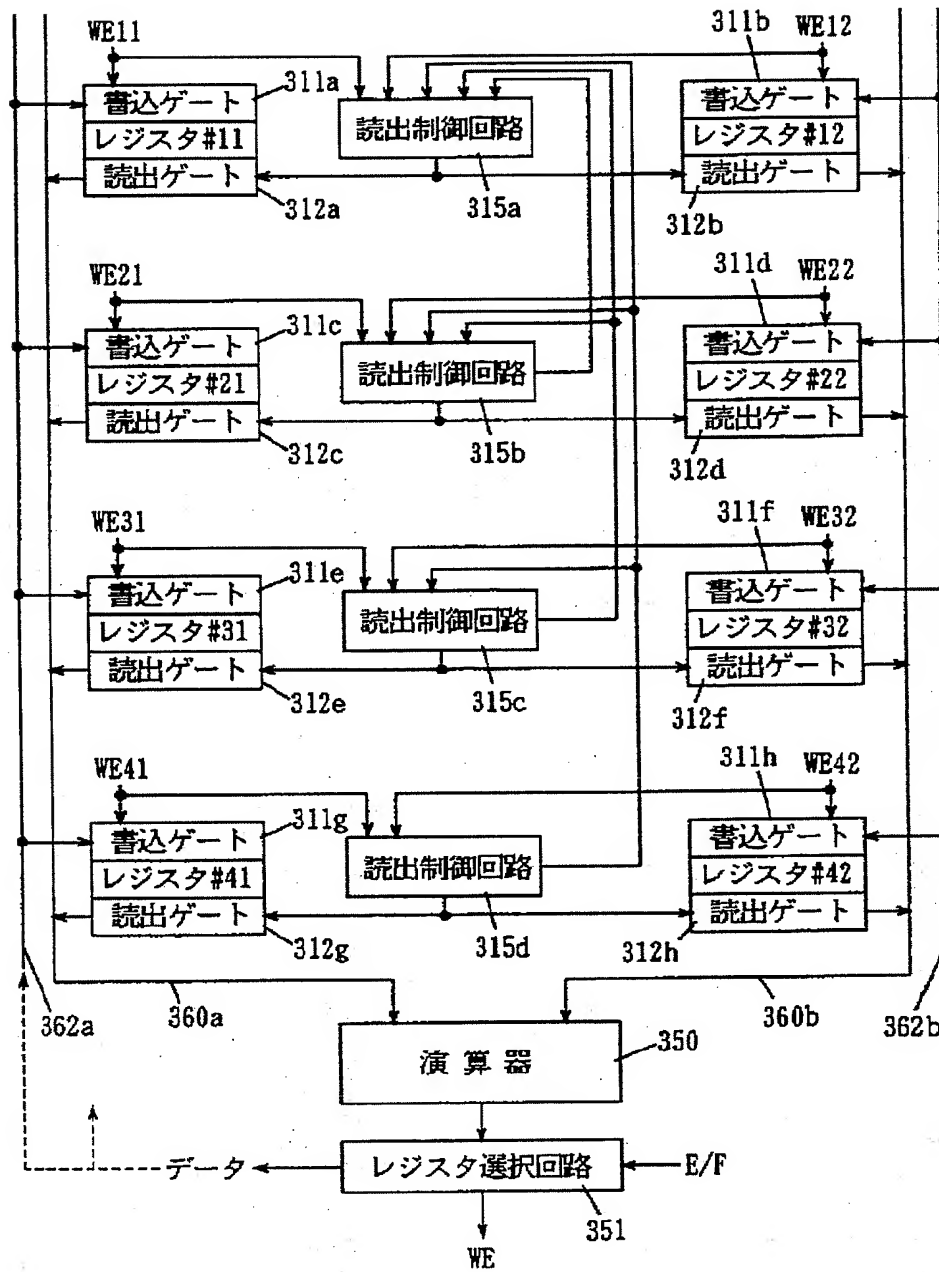 WE11
311b
WE12
311a
書込ゲート
レジスタ#11
読出ゲート
312a
読出制御回路
315a
書込ゲート
レジスタ#12
読出ゲート
312b
WE21
311d
WE22
311c
書込ゲート
レジスタ#21
読出ゲート
312c
読出制御回路
315b
書込ゲート
レジスタ#22
読出ゲート
312d
WE31
311f
WE32
311e
書込ゲート
レジスタ#31
読出ゲート
312e
読出制御回路
315c
書込ゲート
レジスタ#32
読出ゲート
312f
WE41
311h
WE42
311g
書込ゲート
レジスタ#41
読出ゲート
312g
読出制御回路
315d
書込ゲート
レジスタ#42
読出ゲート
312h
362a
360a
360b
362b
演算器
350
データ
レジスタ選択回路
E/F
351
WE